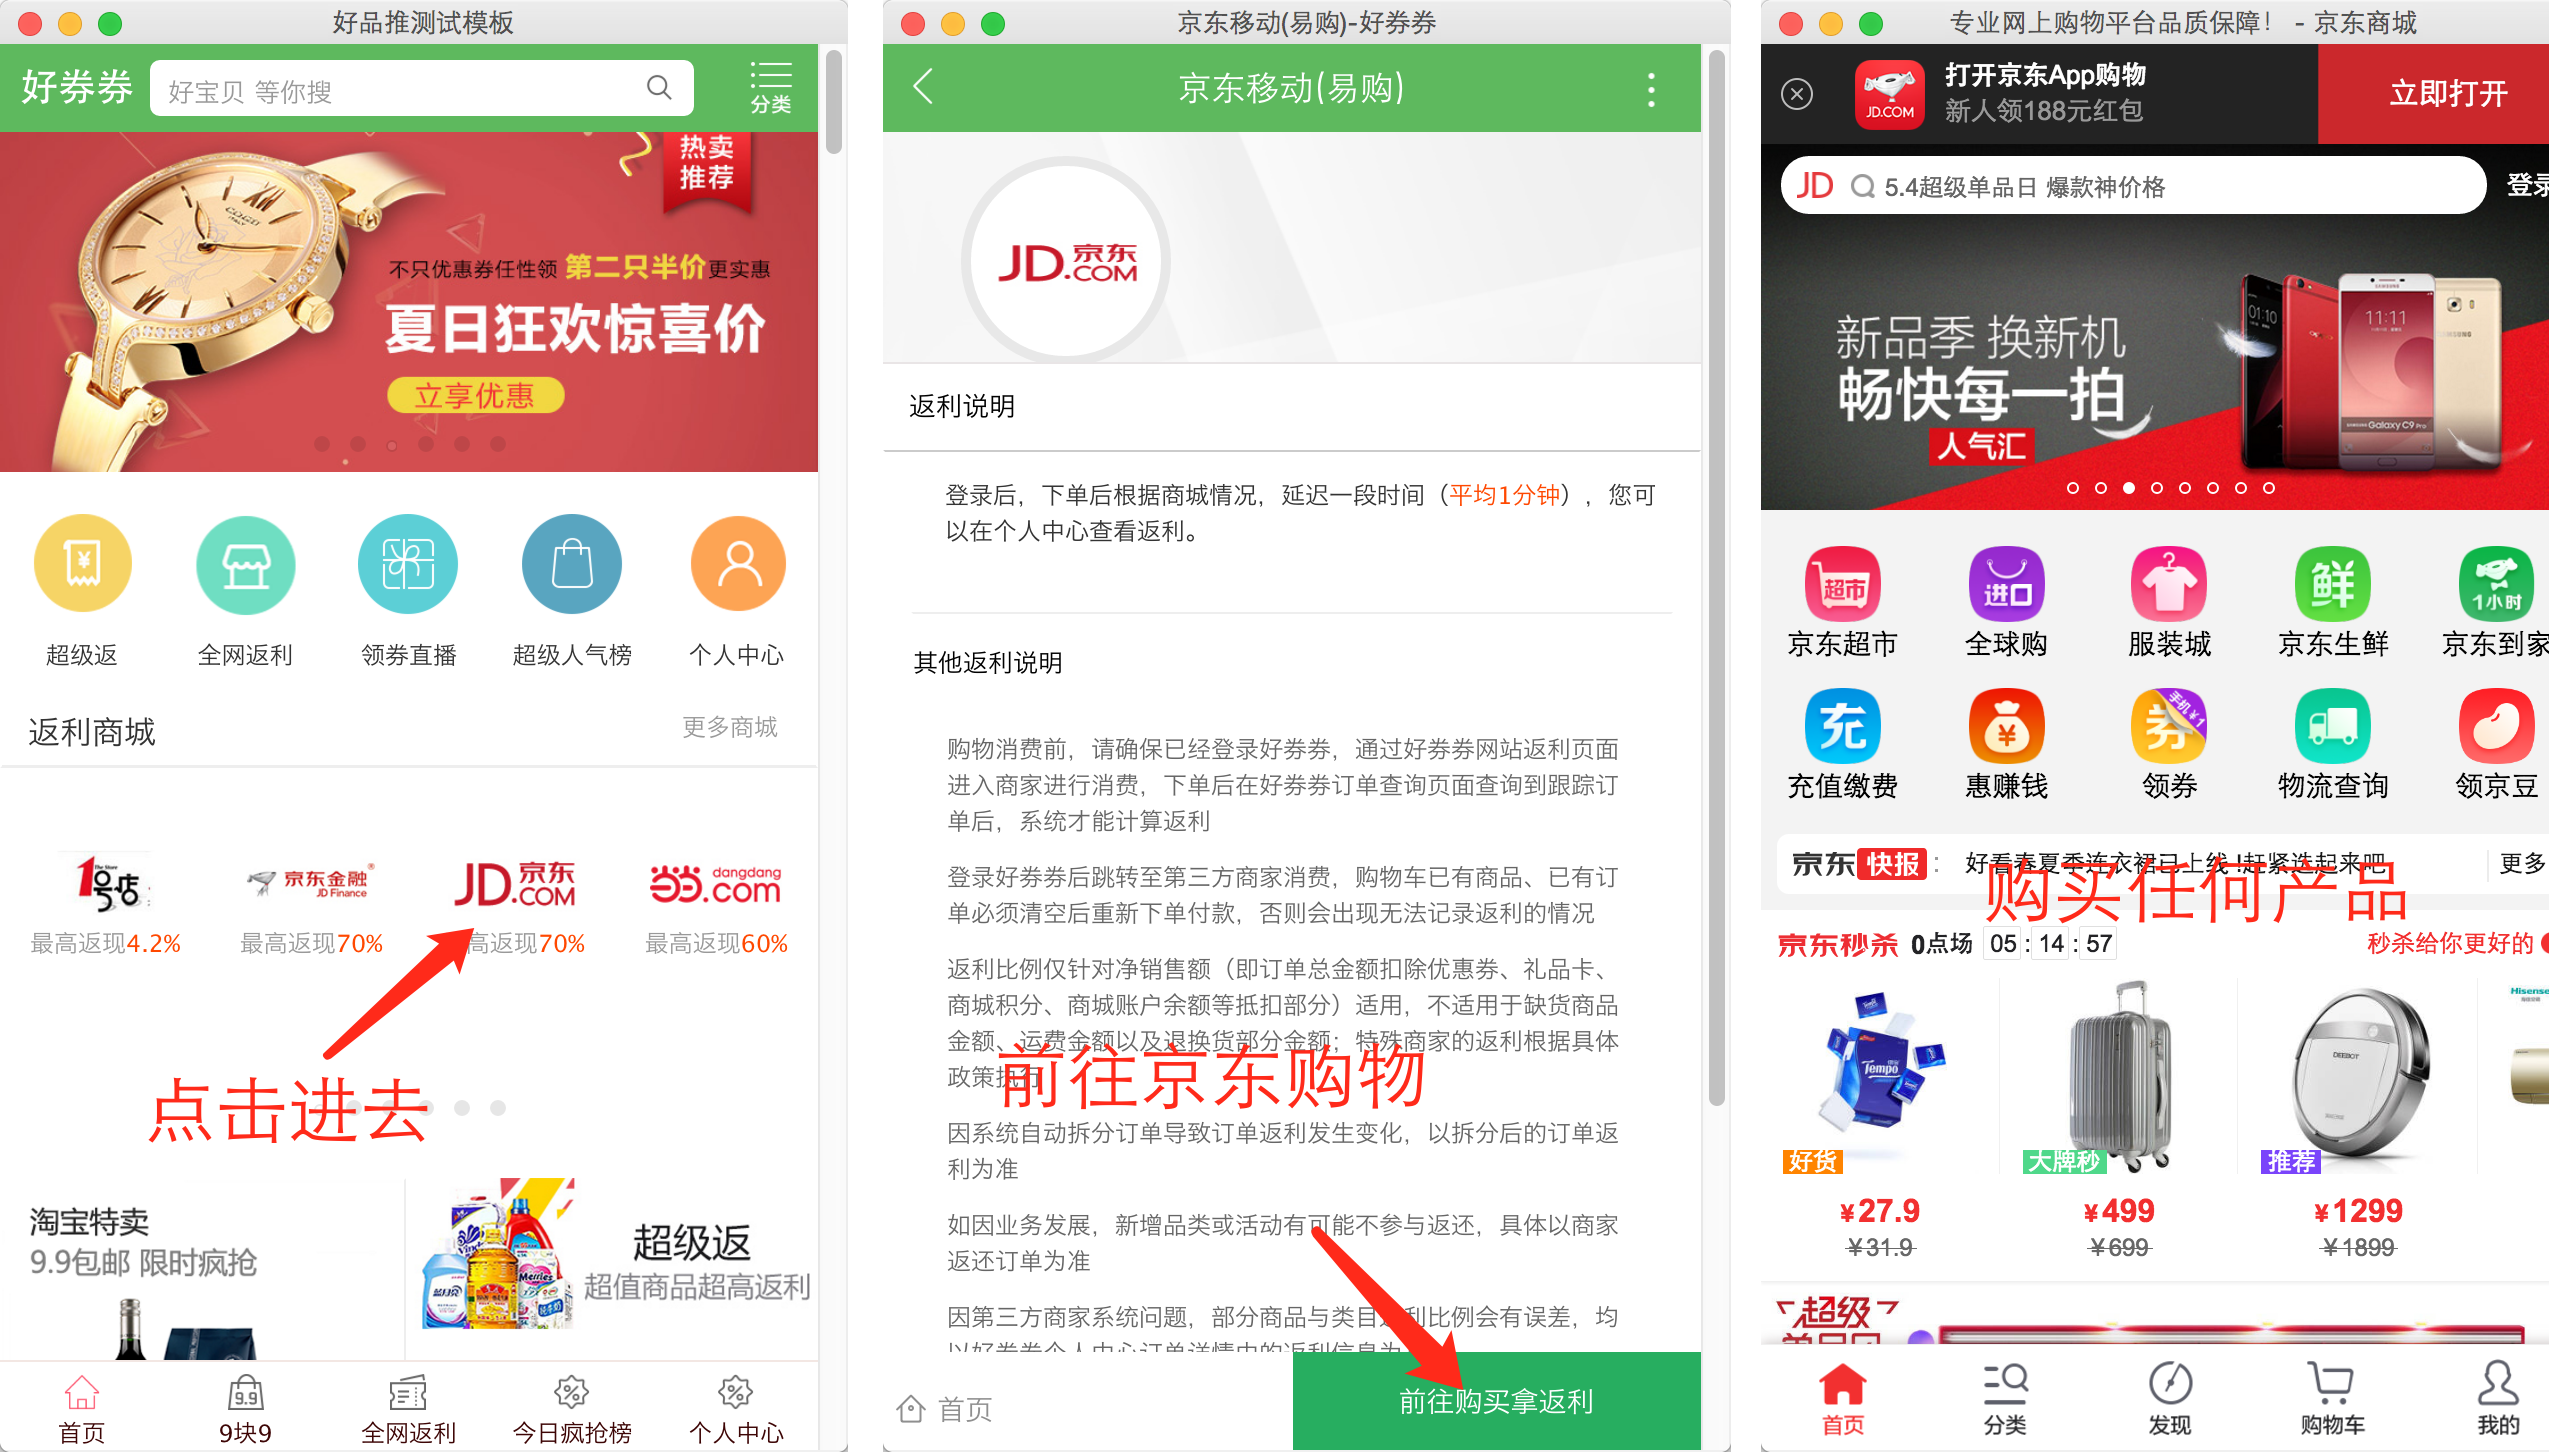 好品推测试模板
好券券
好宝贝 等你搜
分类
热卖
推荐
COGU
ITALY
不只优惠券任性领 第二只半价更实惠
夏日狂欢惊喜价
立享优惠
超级返
全网返利
领券直播
超级人气榜
个人中心
返利商城
更多商城
The Store
1号店
京东金融
JD Finance
JD京东.COM
dangdang
当当.com
最高返现4.2%
最高返现70%
高返现70%
最高返现60%
点击进去
淘宝特卖
9.9包邮 限时疯抢
超级返
超值商品超高返利
首页
9.9
9块9
全网返利
今日疯抢榜
个人中心
京东移动(易购)-好券券
京东移动(易购)
JD京东.COM
返利说明
登录后，下单后根据商城情况，延迟一段时间（平均1分钟），您可
以在个人中心查看返利。
其他返利说明
购物消费前，请确保已经登录好券券，通过好券券网站返利页面
进入商家进行消费，下单后在好券券订单查询页面查询到跟踪订
单后，系统才能计算返利
登录好券券后跳转至第三方商家消费，购物车已有商品、已有订
单必须清空后重新下单付款，否则会出现无法记录返利的情况
返利比例仅针对净销售额（即订单总金额扣除优惠券、礼品卡、
商城积分、商城账户余额等抵扣部分）适用，不适用于缺货商品
金额、运费金额以及退换货部分金额；特殊商家的返利根据具体
政策执行
前往京东购物
因系统自动拆分订单导致订单返利发生变化，以拆分后的订单返
利为准
如因业务发展，新增品类或活动有可能不参与返还，具体以商家
返还订单为准
因第三方商家系统问题，部分商品与类目返利比例会有误差，均
以好券券个人中心订单详情中的返利信息为
首页
前往购买拿返利
专业网上购物平台品质保障！ - 京东商城
JD.COM
打开京东App购物
新人领188元红包
立即打开
JD
5.4超级单品日 爆款神价格
登录
新品季 换新机
畅快每一拍
人气汇
01:10
11:11
SAMSUNG
SAMSUNG Galaxy C9 Pro
超市
进口
鲜
1小时
京东超市
全球购
服装城
京东生鲜
京东到家
充
券
手机¥1
充值缴费
惠赚钱
领券
物流查询
领京豆
京东快报：
好看春夏季连衣裙已上线!赶紧选起来吧
更多
购买任何产品
京东秒杀 0点场 05 : 14 : 57
秒杀给你更好的
Tempo
DEEBOT
Hisense
好货
大牌秒
推荐
¥27.9
¥499
¥1299
¥31.9
¥699
¥1899
超级
单品日
首页
分类
发现
购物车
我的